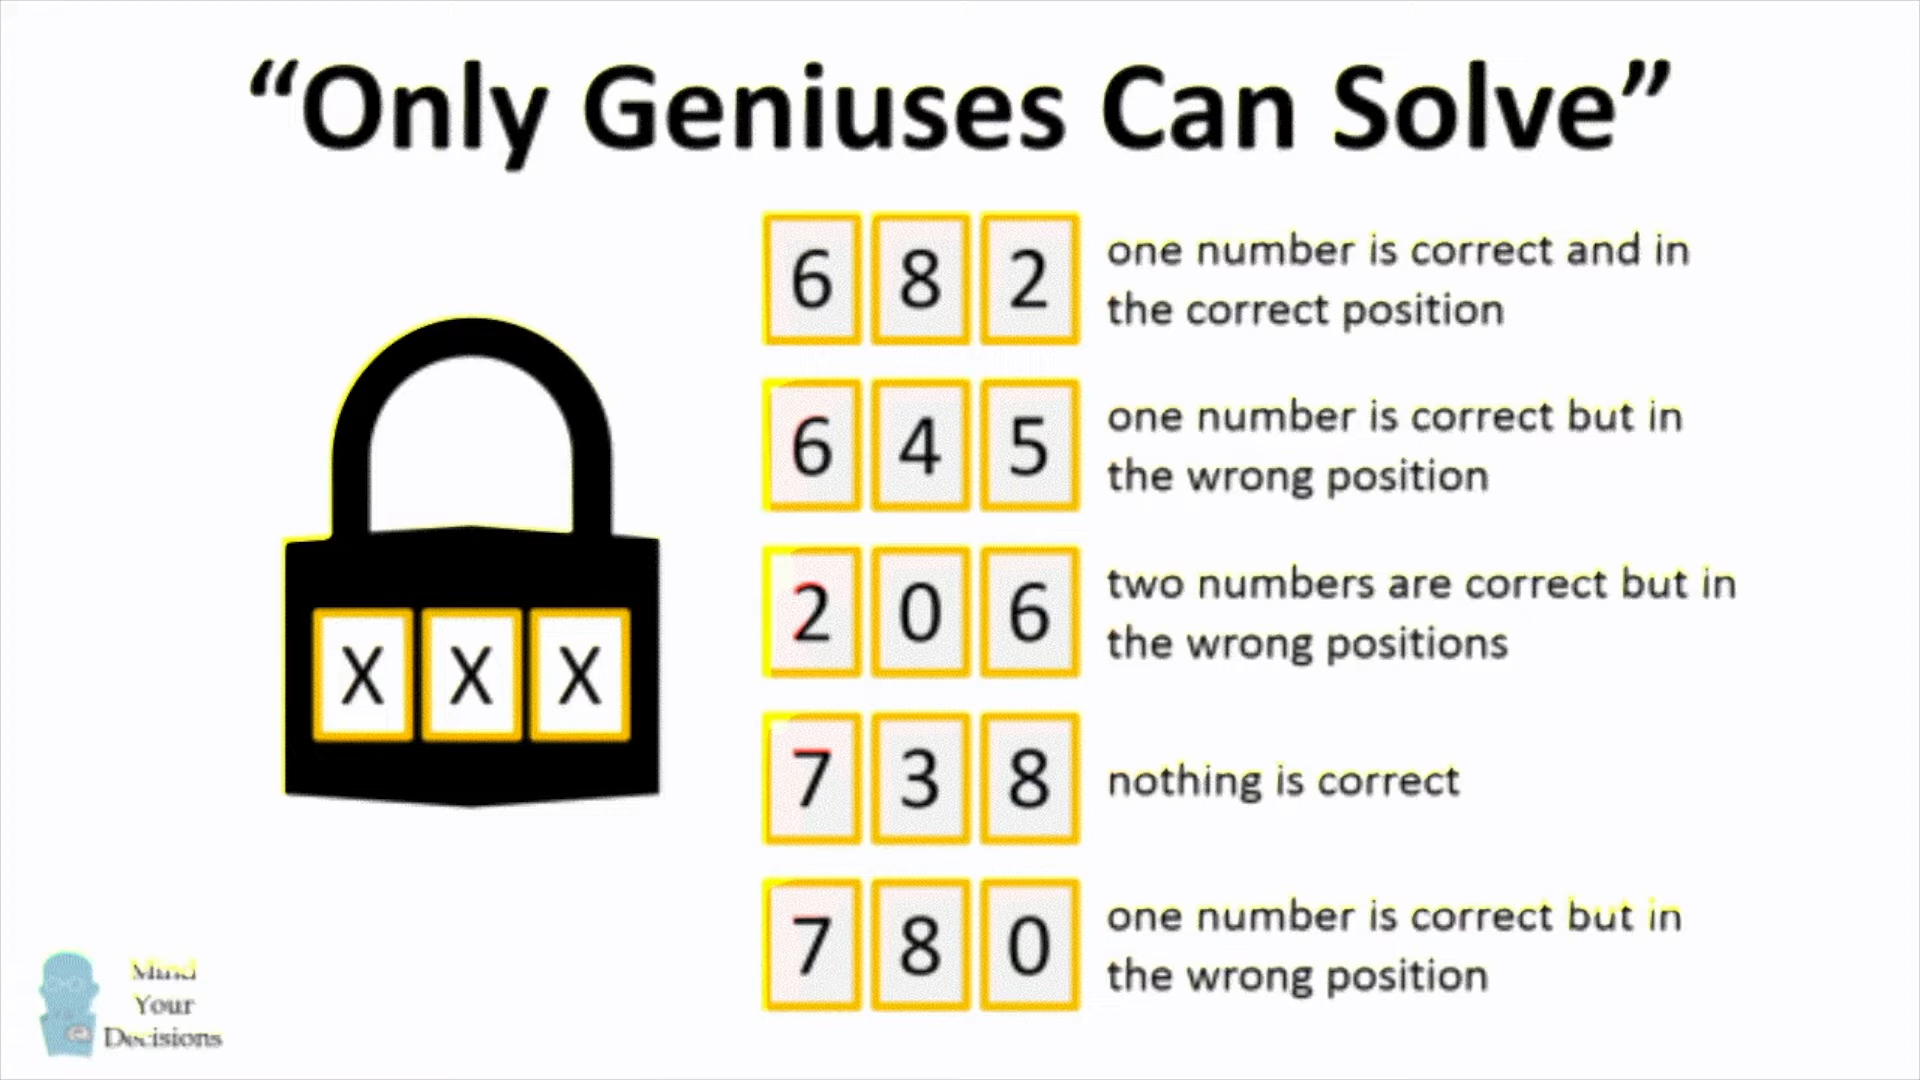 “Only Geniuses Can Solve”
6 8 2 one number is correct and in
the correct position
6 4 5 one number is correct but in
the wrong position
2 0 6 two numbers are correct but in
the wrong positions
X X X
7 3 8 nothing is correct
7 8 0 one number is correct but in
the wrong position
Mind
Your
Decisions